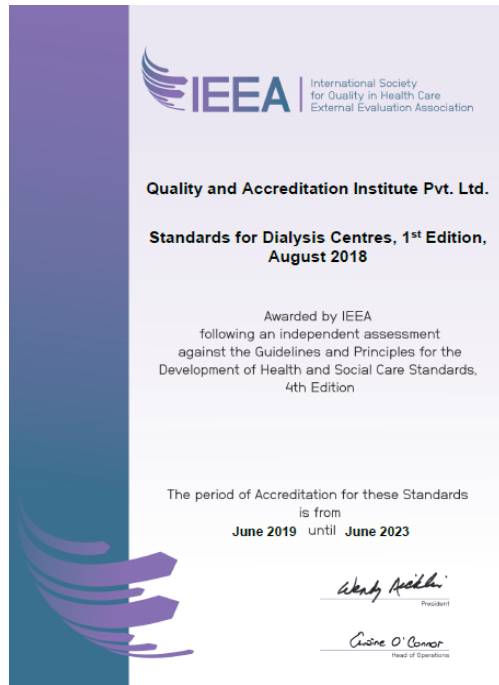 IEEA
International Society
for Quality in Health Care
External Evaluation Association
Quality and Accreditation Institute Pvt. Ltd.
Standards for Dialysis Centres, 1st Edition,
August 2018
Awarded by IEEA
following an independent assessment
against the Guidelines and Principles for the
Development of Health and Social Care Standards,
4th Edition
The period of Accreditation for these Standards
is from
June 2019 until June 2023
Wendy
President
O'Connor
Head of Operations